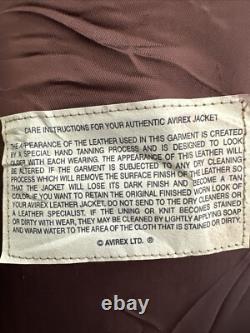 CARE INSTRUCTIONS FOR YOUR AUTHENTIC AVIREX JACKET
THE APPEARANCE OF THE LEATHER USED IN THIS GARMENT IS CREATED
BY A SPECIAL HAND TANNING PROCESS AND IS DESIGNED TO LOOK
OLDER WITH EACH WEARING. THE APPEARANCE OF THIS LEATHER WILL
BE ALTERED IF THE GARMENT IS SUBJECTED TO ANY DRY CLEANING
PROCESS WHICH WILL REMOVE THE SURFACE FINISH OF THE LEATHER SO
THAT THE JACKET WILL LOSE ITS DARK FINISH AND BECOME A TAN
COLOR. IF YOU WANT TO RETAIN THE ORIGINAL FINISHED WORN LOOK OF
YOUR AVIREX LEATHER JACKET, DO NOT TAKE IT TO A DRY CLEANERS OR
A LEATHER SPECIALIST. IF THE LINING OR KNIT BECOMES STAINED
OR DIRTY WITH WEAR, THEY MAY BE CLEANED BY LIGHTLY APPLYING SOAP
AND WARM WATER TO THE AREA OF THE CLOTH THAT IS STAINED OR DIRTY.
© AVIREX LTD. ®